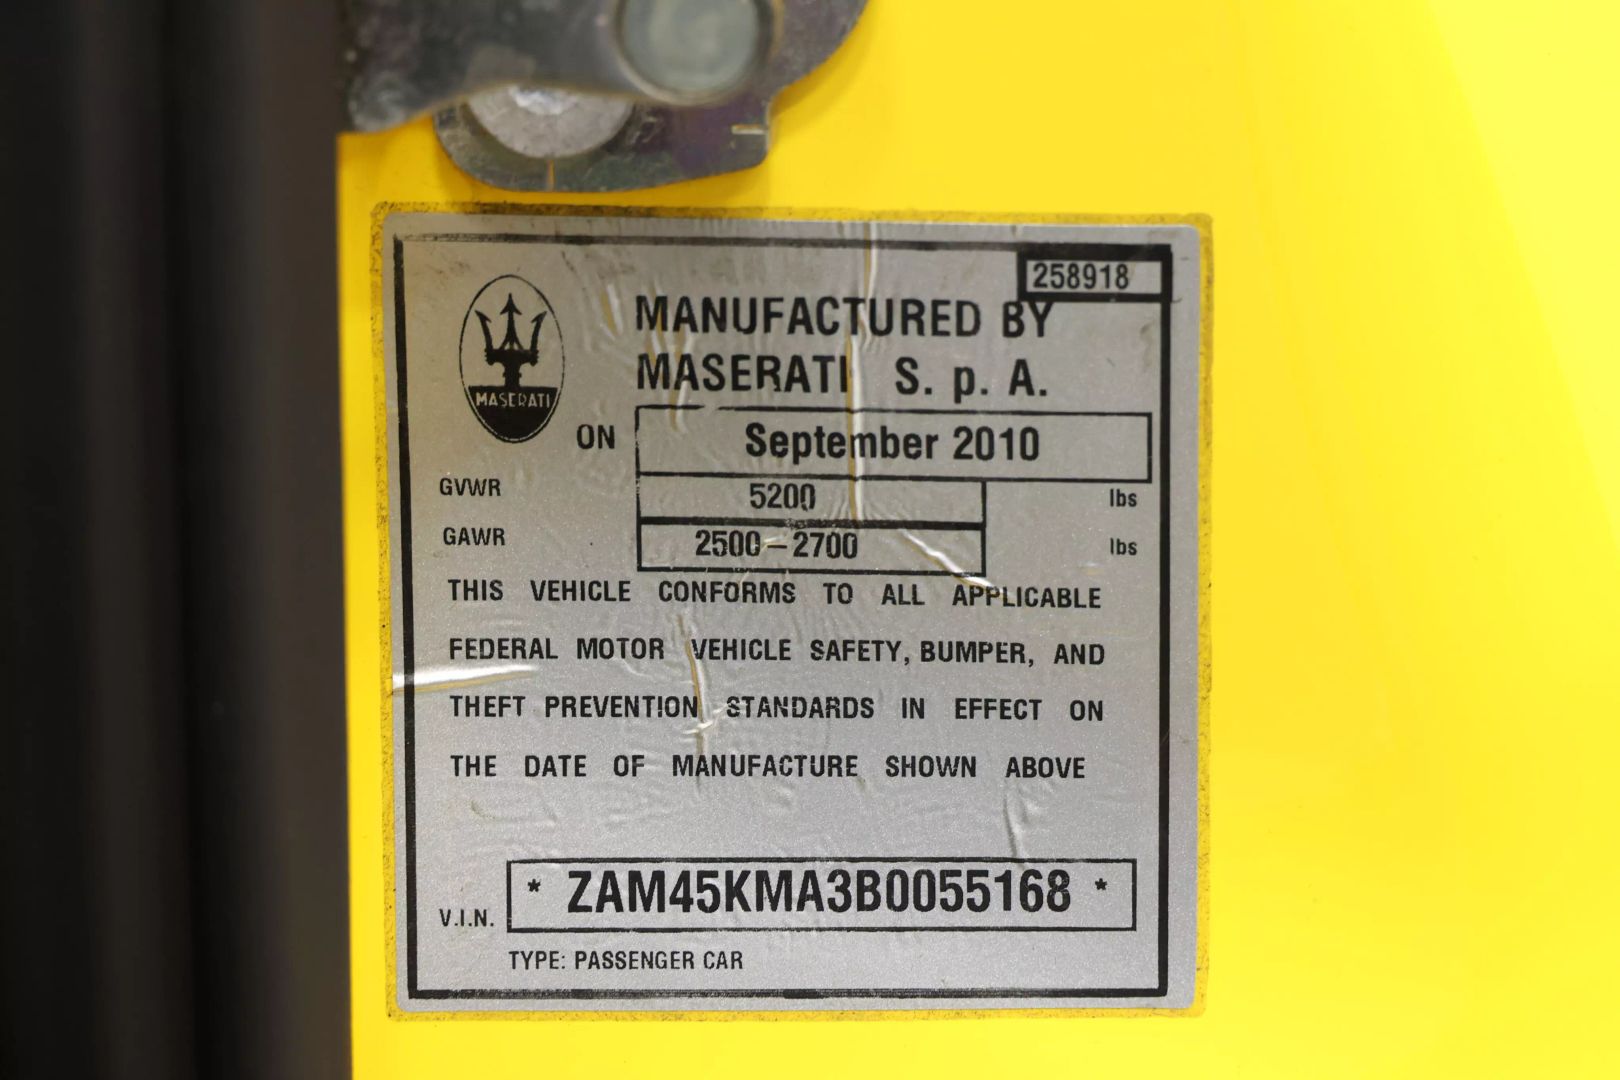 258918
MANUFACTURED BY
MASERATI S. p. A.
MASERATI
ON September 2010
GVWR 5200 lbs
GAWR 2500-2700 lbs
THIS VEHICLE CONFORMS TO ALL APPLICABLE
FEDERAL MOTOR VEHICLE SAFETY, BUMPER, AND
THEFT PREVENTION STANDARDS IN EFFECT ON
THE DATE OF MANUFACTURE SHOWN ABOVE
V.I.N. * ZAM45KMA3B0055168 *
TYPE: PASSENGER CAR